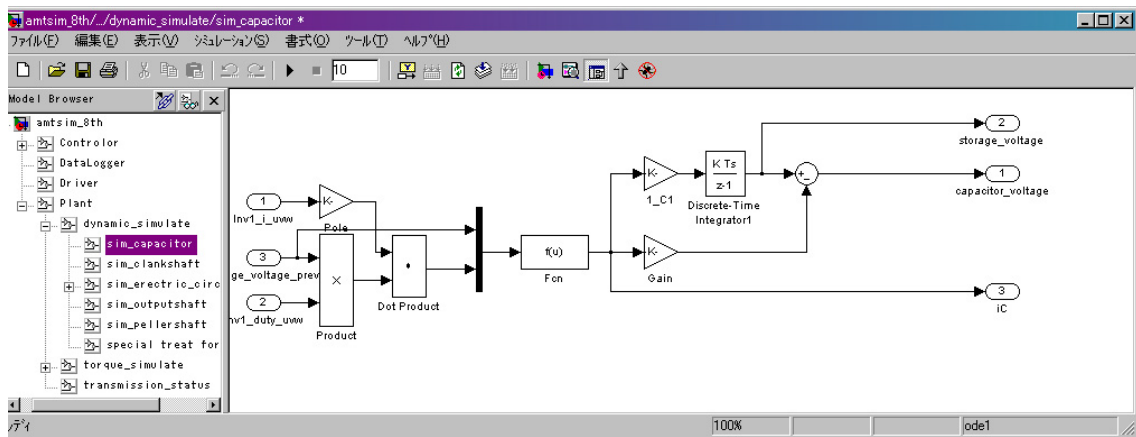 amtsim_8th/.../dynamic_simulate/sim_capacitor *
ファイル(F) 編集(E) 表示(V) シミュレーション(S) 書式(O) ツール(T) ヘルプ(H)
10
Model Browser
amtsim_8th
Controlor
DataLogger
Driver
Plant
dynamic_simulate
sim_capacitor
sim_clankshaft
sim_erectric_circ
sim_outputshaft
sim_pellershaft
special treat for
torque_simulate
transmission_status
1
Inv1_i_uvw
K-
Pole
3
ge_voltage_prev
2
nv1_duty_uvw
×
Product
Dot Product
f(u)
Fcn
K-
1_C1
K Ts
z-1
Discrete-Time
Integrator1
K-
Gain
+
-
2
storage_voltage
1
capacitor_voltage
3
iC
ﾝﾃﾞｨ
100%
ode1